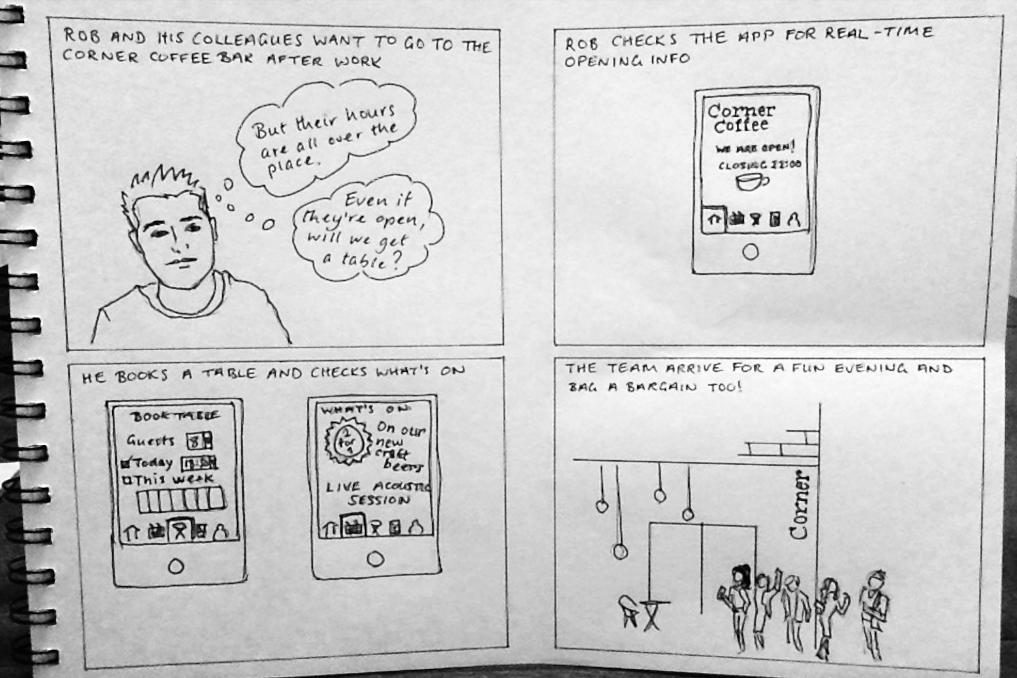 ROB AND HIS COLLEAGUES WANT TO GO TO THE
CORNER COFFEE BAR AFTER WORK
But their hours
are all over the
place.
Even if
they're open,
will we get
a table?
ROB CHECKS THE APP FOR REAL-TIME
OPENING INFO
Corner
Coffee
WE ARE OPEN!
CLOSING 22:00
HE BOOKS A TABLE AND CHECKS WHAT'S ON
BOOK TABLE
Guests 8
Today
This week
WHAT'S ON
2
for
1
On our
new
craft
beers
LIVE ACOUSTIC
SESSION
THE TEAM ARRIVE FOR A FUN EVENING AND
BAG A BARGAIN TOO!
Corner